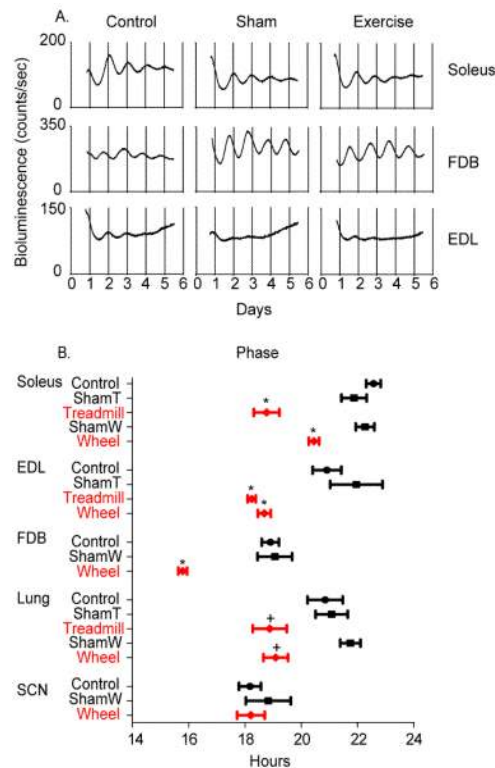 A.
Control Sham Exercise
Bioluminescence (counts/sec)
200
0
Soleus
350
0
FDB
150
0
EDL
0 1 2 3 4 5 6 0 1 2 3 4 5 6 0 1 2 3 4 5 6
Days
B. Phase
Soleus Control
ShamT
Treadmill *
ShamW
Wheel *
EDL Control
ShamT
Treadmill *
Wheel *
FDB Control
ShamW
Wheel *
Lung Control
ShamT
Treadmill +
ShamW
Wheel +
SCN Control
ShamW
Wheel
14 16 18 20 22 24
Hours